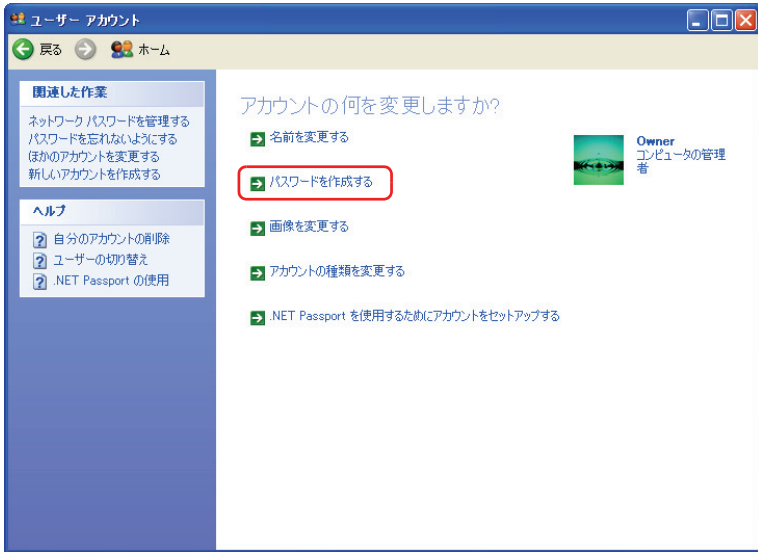 ユーザー アカウント
戻る ホーム
関連した作業
ネットワーク パスワードを管理する
パスワードを忘れないようにする
ほかのアカウントを変更する
新しいアカウントを作成する
ヘルプ
自分のアカウントの削除
ユーザーの切り替え
.NET Passport の使用
アカウントの何を変更しますか?
名前を変更する
パスワードを作成する
画像を変更する
アカウントの種類を変更する
.NET Passport を使用するためにアカウントをセットアップする
Owner
コンピュータの管理
者